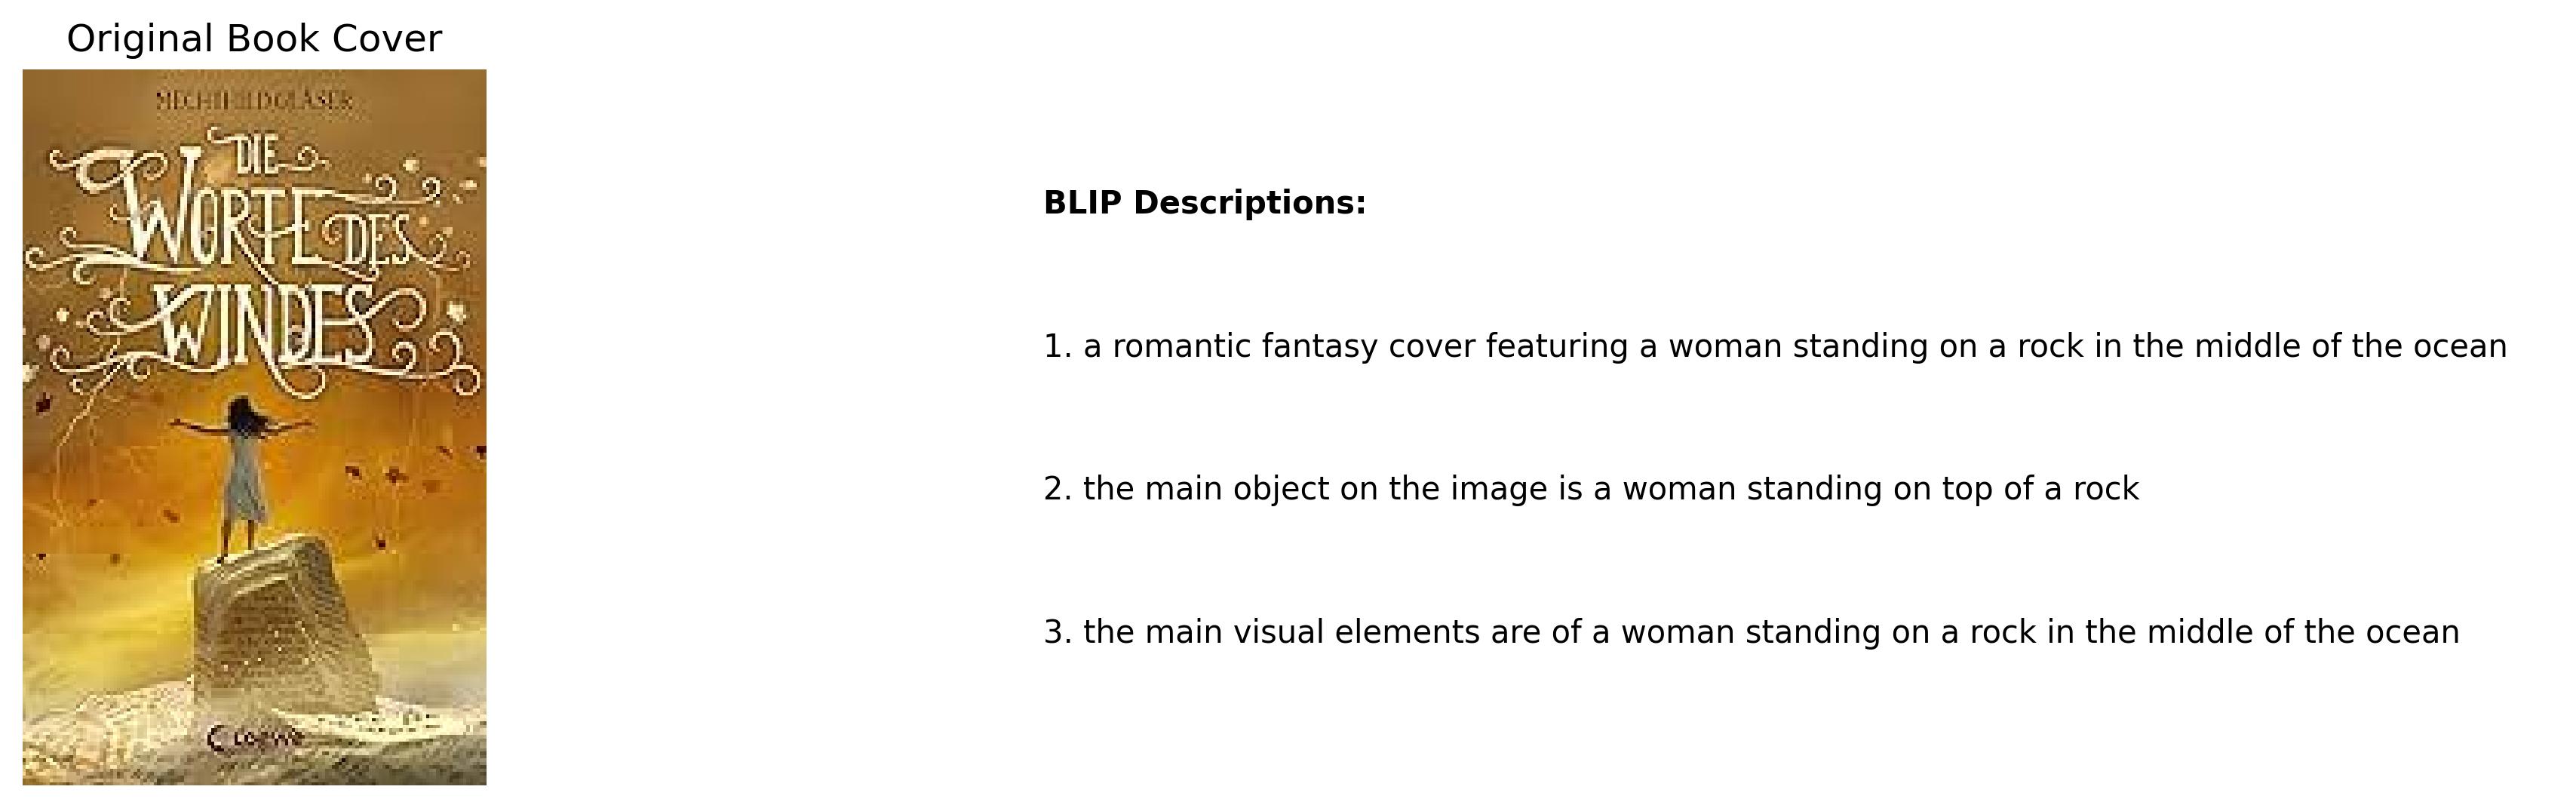 Original Book Cover
MECHTHILD GLÄSER
DIE
WORTE DES
WINDES
Loewe
BLIP Descriptions:
1. a romantic fantasy cover featuring a woman standing on a rock in the middle of the ocean
2. the main object on the image is a woman standing on top of a rock
3. the main visual elements are of a woman standing on a rock in the middle of the ocean